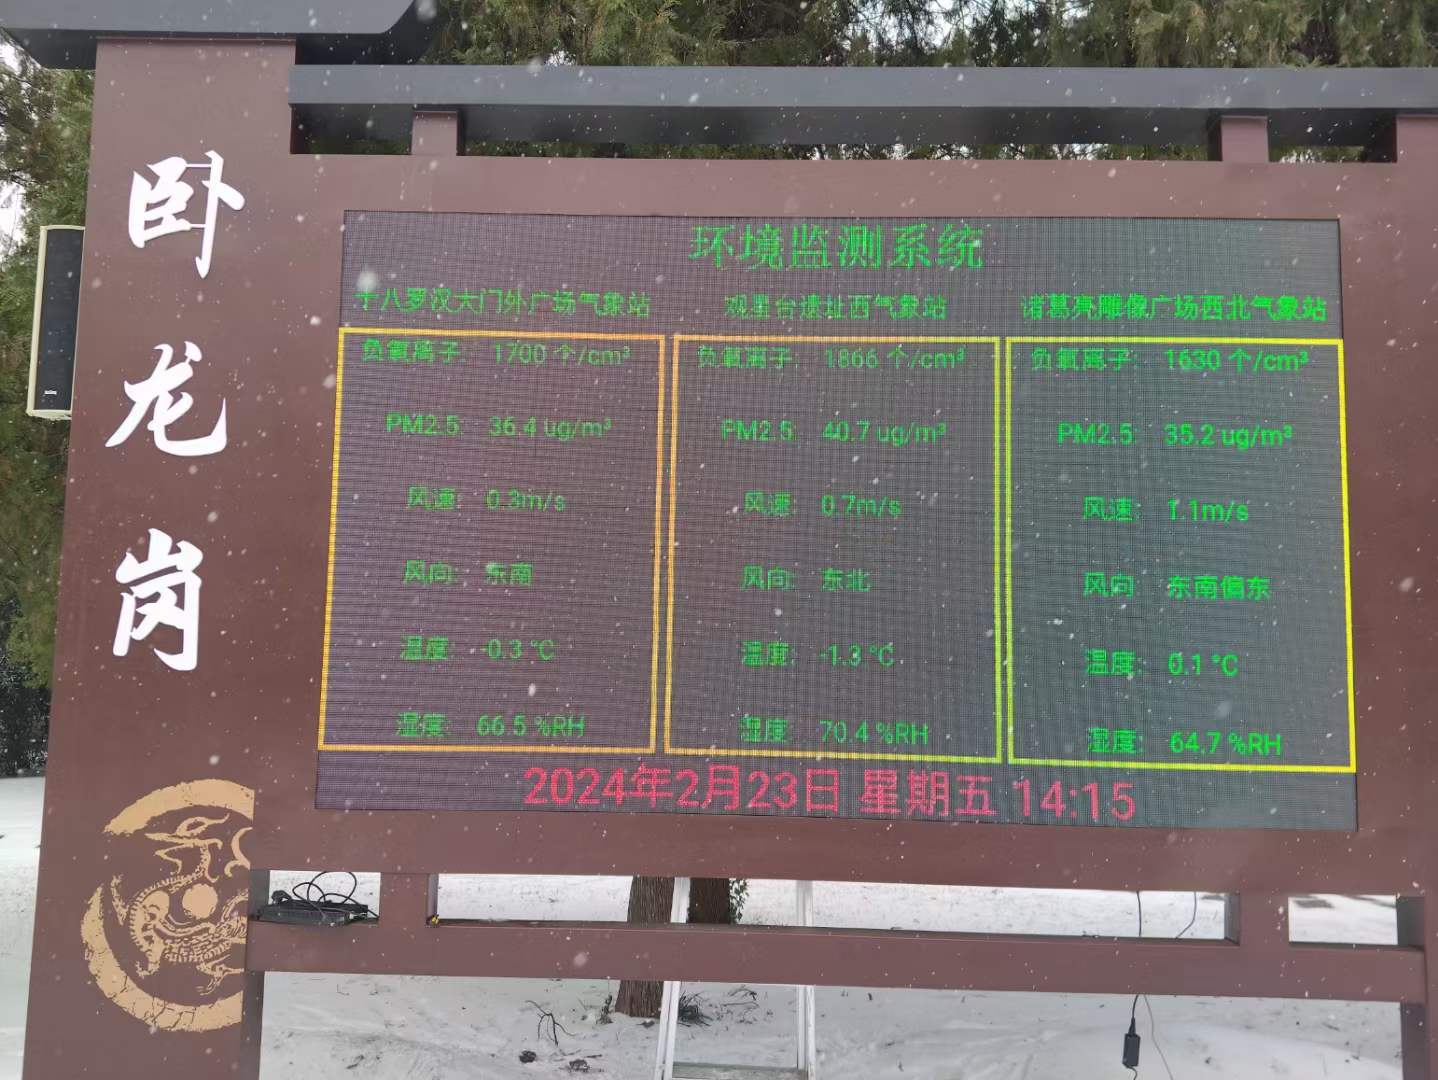 卧龙岗
环境监测系统
十八罗汉大门外广场气象站
负氧离子: 1700 个/cm³
PM2.5: 36.4 ug/m³
风速: 0.3m/s
风向: 东南
温度: -0.3 °C
湿度: 66.5 %RH
观星台遗址西气象站
负氧离子: 1866 个/cm³
PM2.5: 40.7 ug/m³
风速: 0.7m/s
风向: 东北
温度: -1.3 °C
湿度: 70.4 %RH
诸葛亮雕像广场西北气象站
负氧离子: 1630 个/cm³
PM2.5: 35.2 ug/m³
风速: 1.1m/s
风向: 东南偏东
温度: 0.1 °C
湿度: 64.7 %RH
2024年2月23日 星期五 14:15